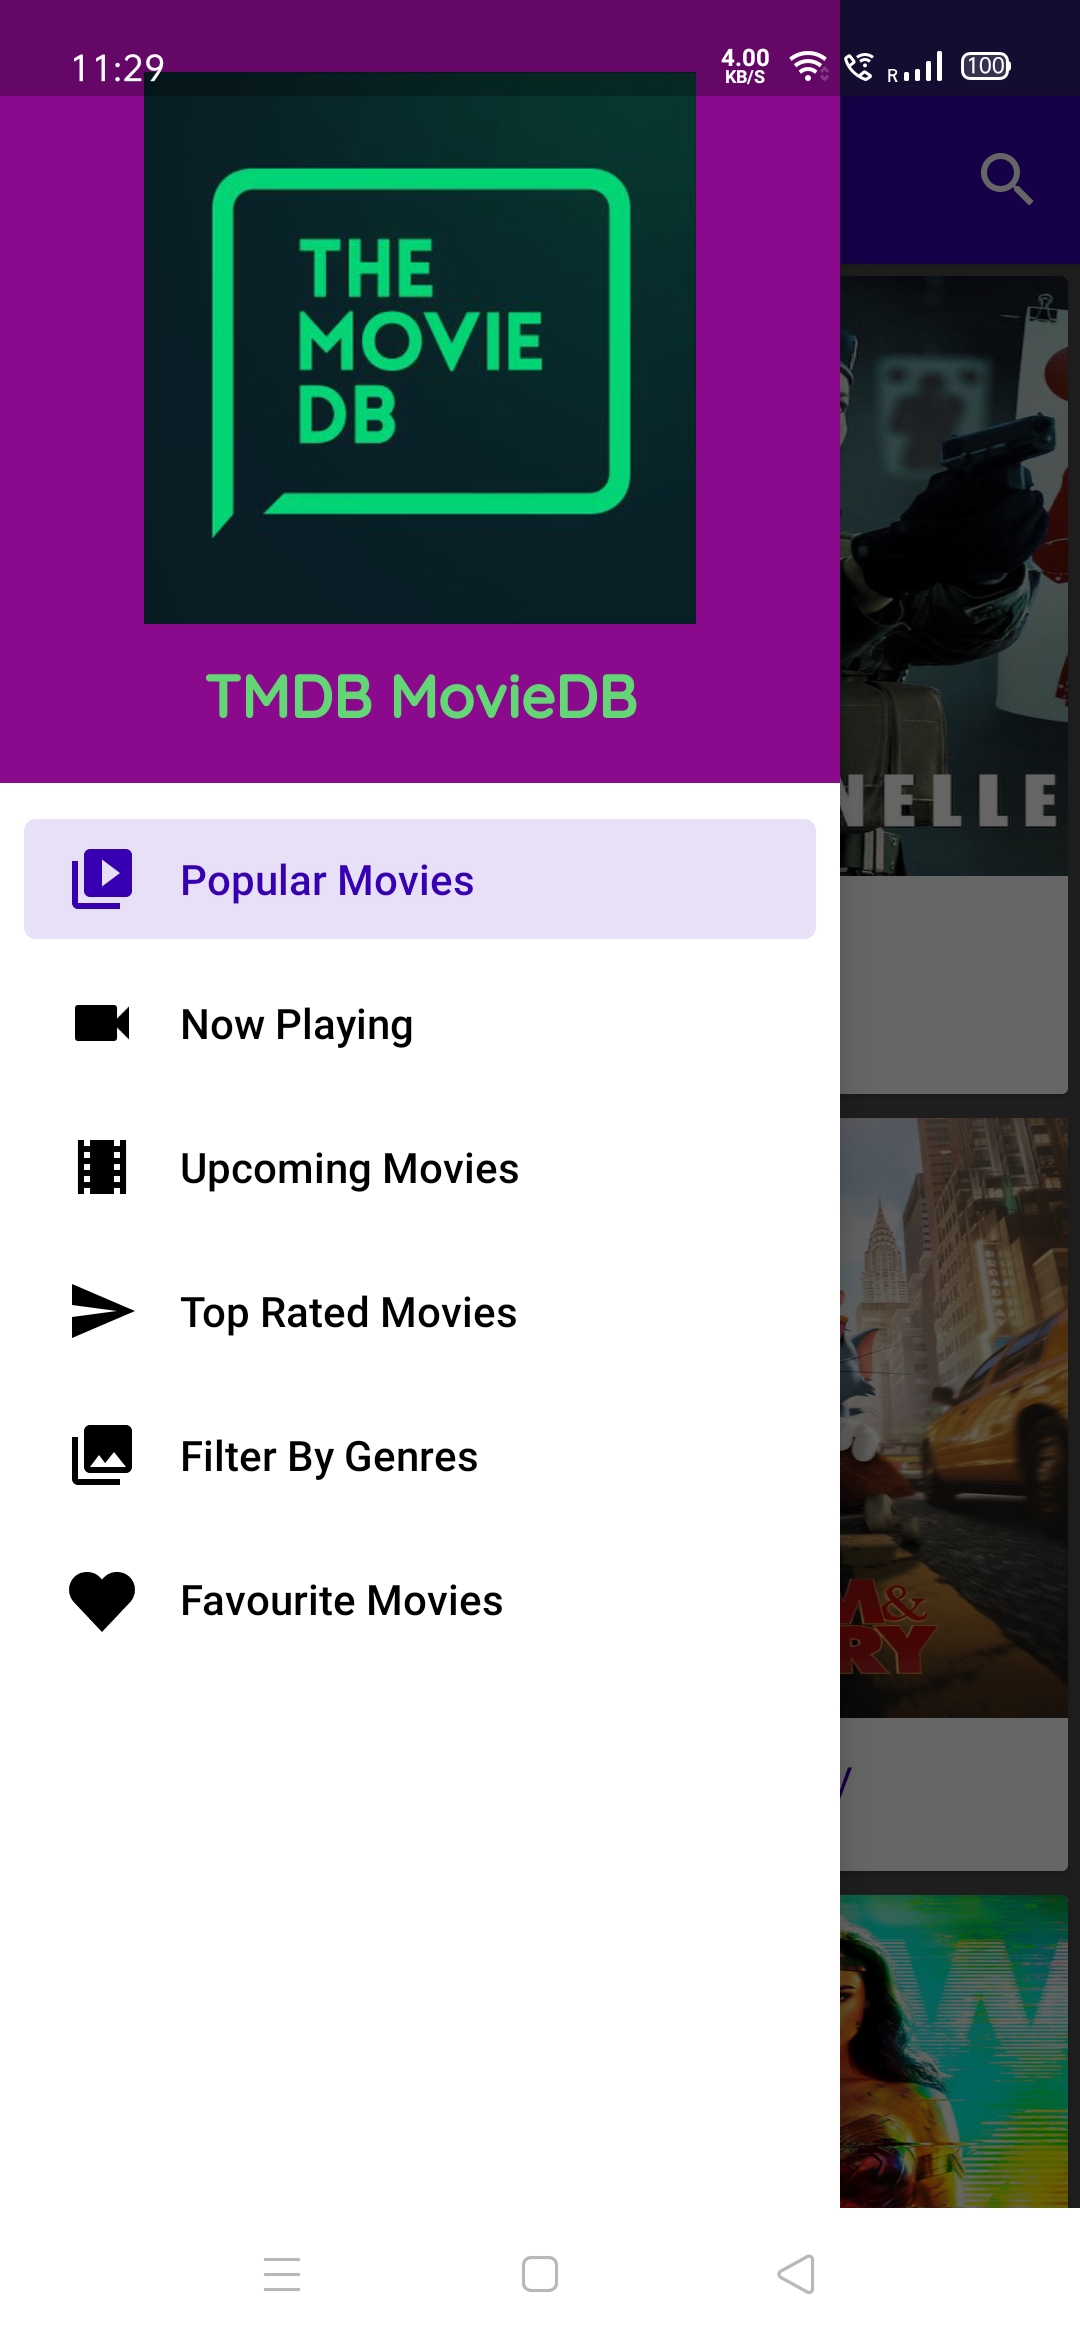 11:29
4.00
KB/S
R
100
THE
MOVIE
DB
TMDB MovieDB
NELLE
Popular Movies
Now Playing
Upcoming Movies
Top Rated Movies
Filter By Genres
M&
RY
Favourite Movies
W